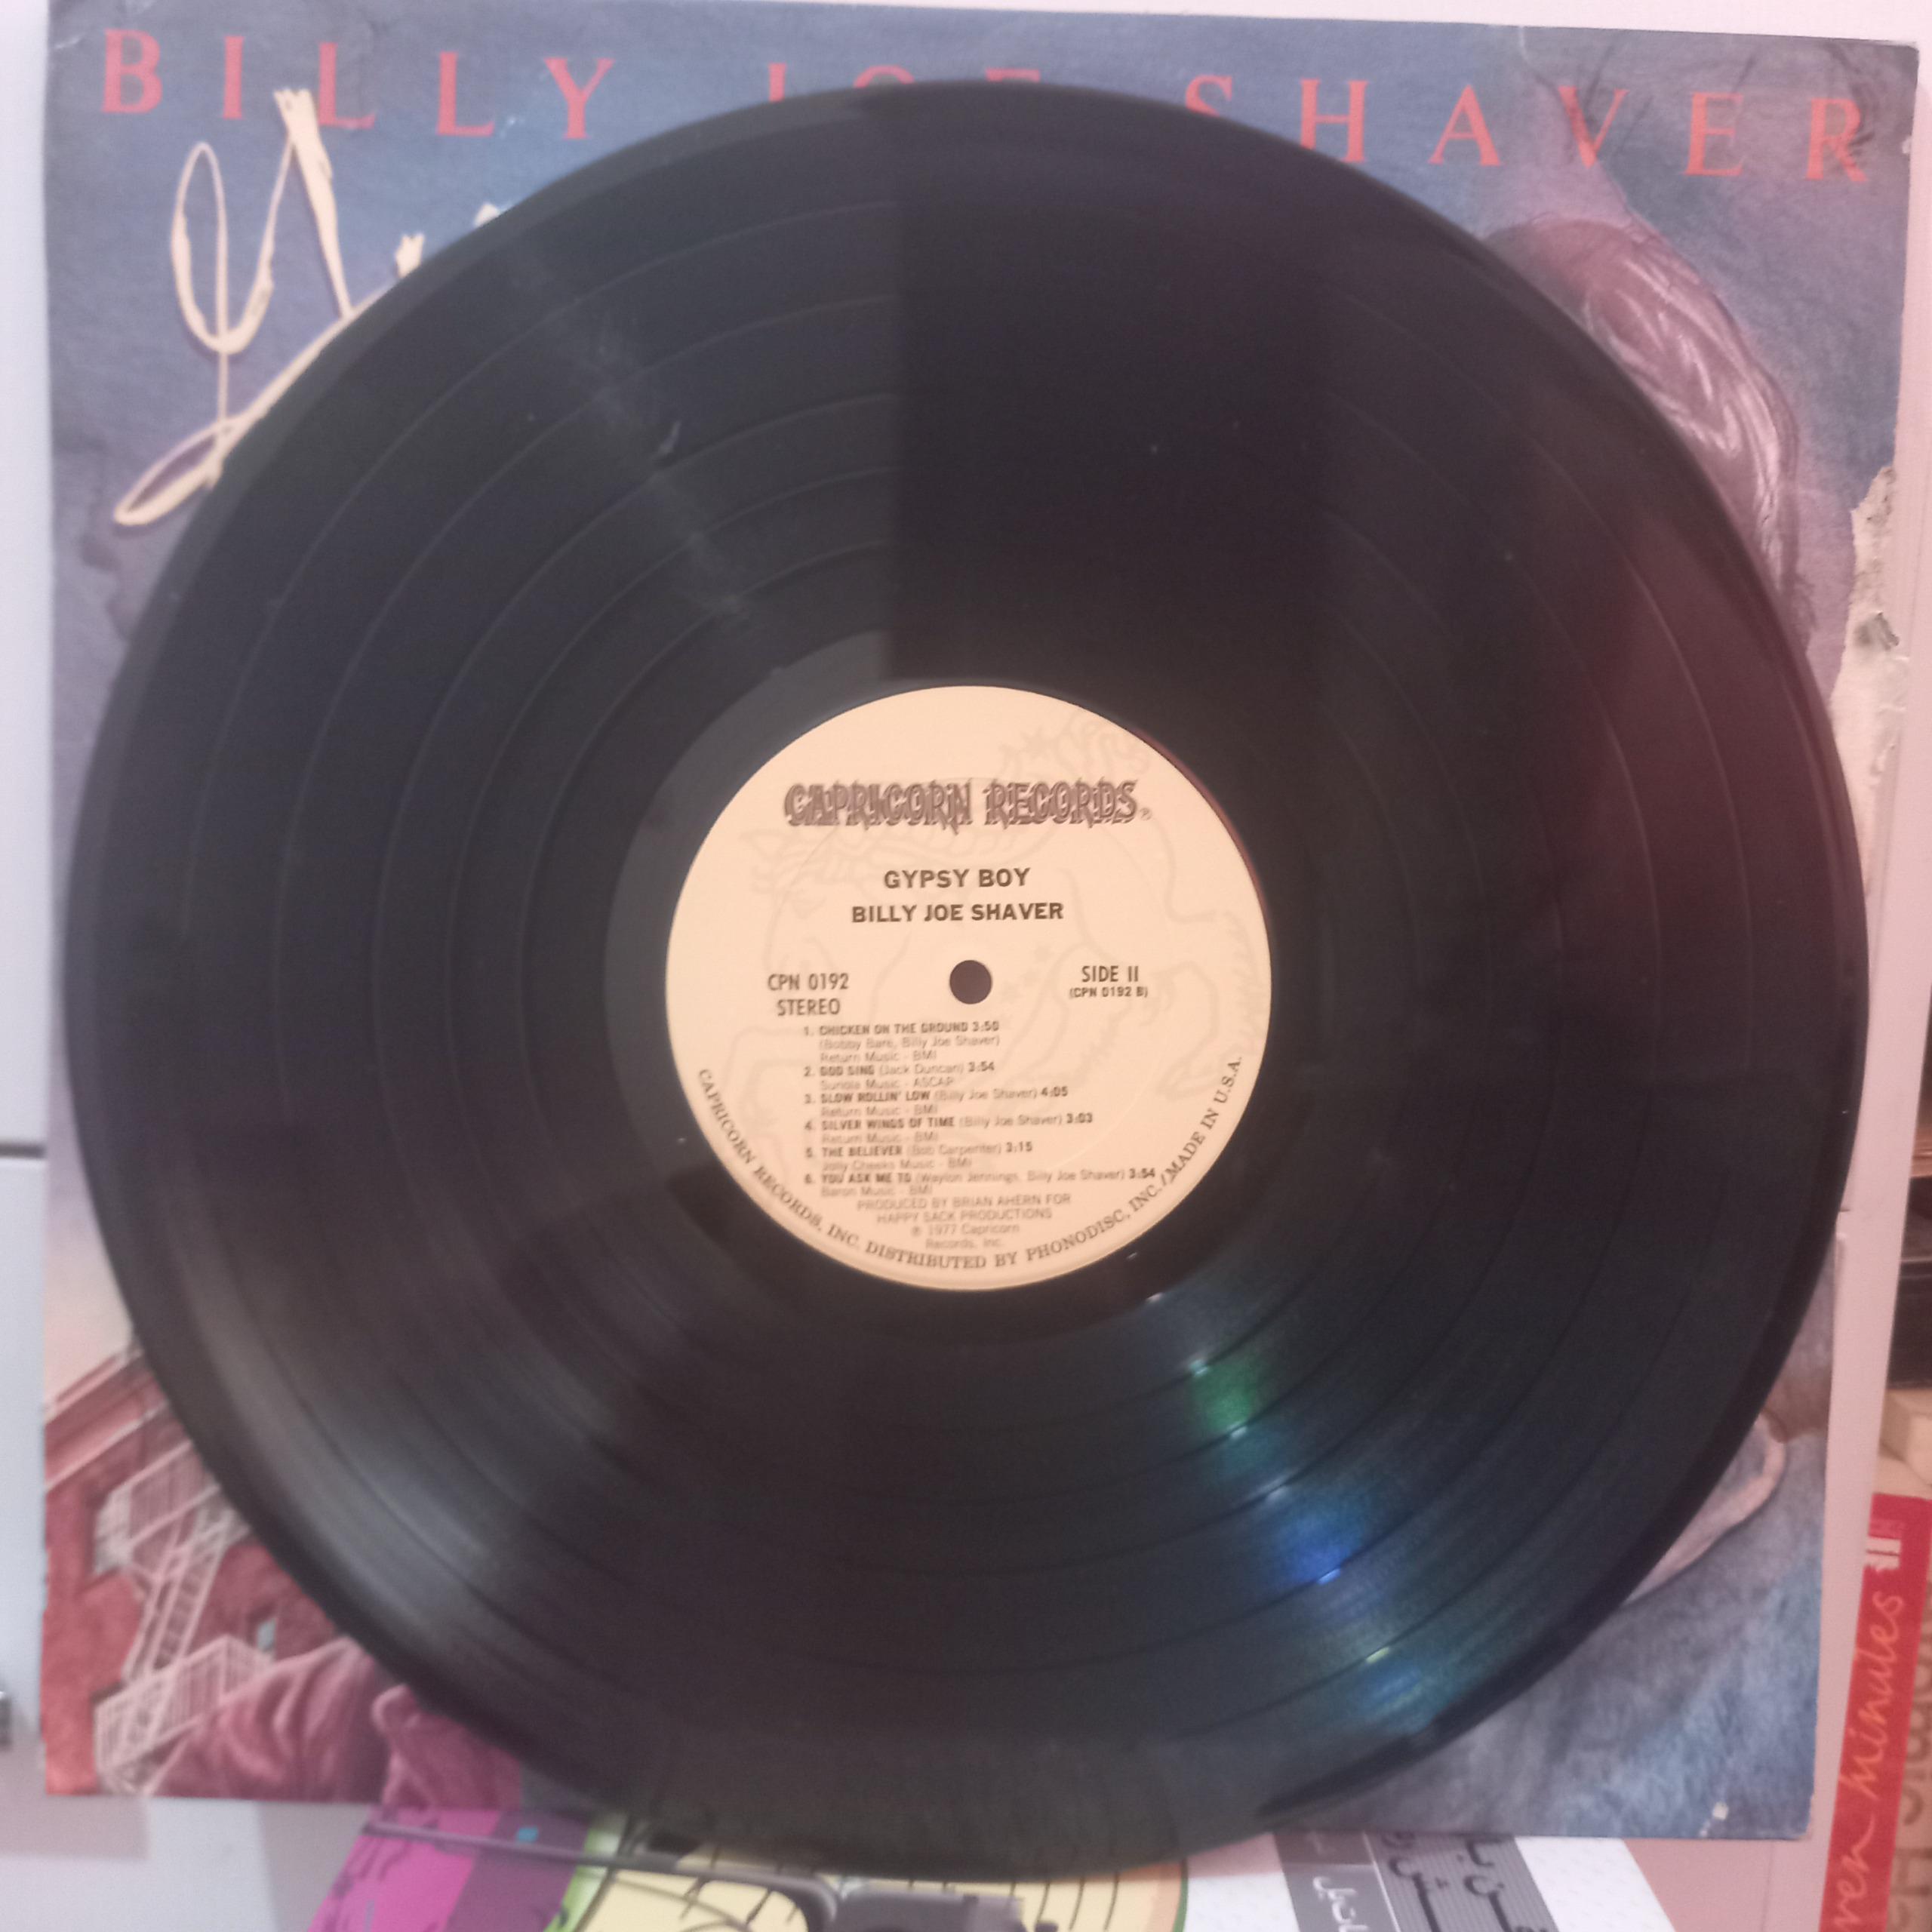 BILLY JOE SHAVER
CAPRICORN RECORDS®
GYPSY BOY
BILLY JOE SHAVER
CPN 0192
STEREO
SIDE II
(CPN 0192 B)
1. CHICKEN ON THE GROUND 3:50
(Bobby Bare, Billy Joe Shaver)
Return Music - BMI
2. GOD SING (Jack Duncan) 3:54
Music - ASCAP
3. SLOW ROLLIN' LOW (Billy Joe Shaver) 4:05
Return Music - BMI
4. SILVER WINGS OF TIME (Billy Joe Shaver) 3:03
Return Music - BMI
5. THE BELIEVER (Bob Carpenter) 3:15
Jolly Cheeks Music - BMI
6. YOU ASK ME TO (Waylon Jennings, Billy Joe Shaver) 3:54
Baron Music - BMI
PRODUCED BY BRIAN AHERN FOR
HAPPY SACK PRODUCTIONS
℗ 1977 Capricorn
Records, Inc.
CAPRICORN RECORDS, INC. DISTRIBUTED BY PHONODISC, INC. / MADE IN U.S.A.
minutes